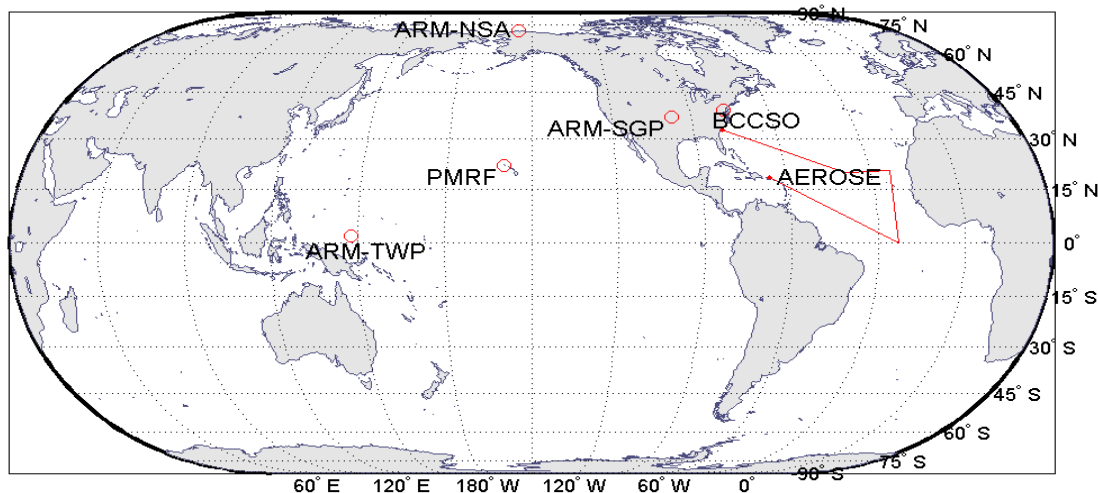 90° N
75° N
ARM-NSA
60° N
45° N
BCCSO
ARM-SGP
30° N
PMRF
AEROSE
15° N
ARM-TWP
0°
15° S
30° S
45° S
60° S
75° S
90° S
60° E 120° E 180° W 120° W 60° W 0°